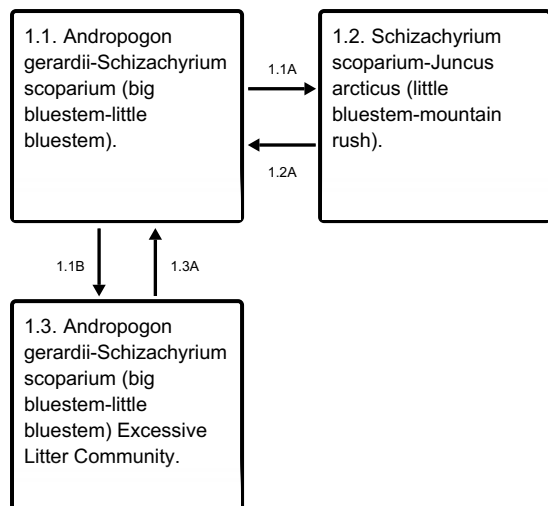 1.1. Andropogon
gerardii-Schizachyrium
scoparium (big
bluestem-little
bluestem).
1.1A
1.2A
1.2. Schizachyrium
scoparium-Juncus
arcticus (little
bluestem-mountain
rush).
1.1B
1.3A
1.3. Andropogon
gerardii-Schizachyrium
scoparium (big
bluestem-little
bluestem) Excessive
Litter Community.